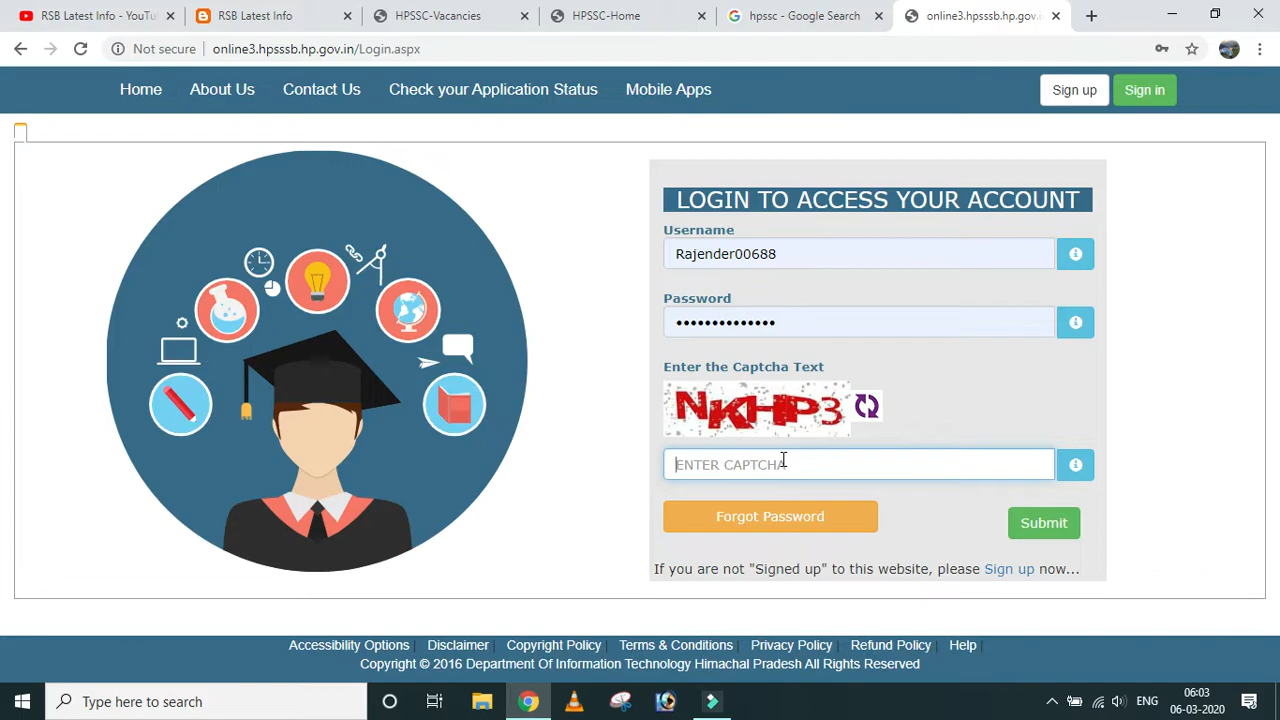 RSB Latest Info - YouTu
RSB Latest Info
HPSSC-Vacancies
HPSSC-Home
hpssc - Google Search
online3.hpsssb.hp.gov.i
Not secure
online3.hpsssb.hp.gov.in/Login.aspx
Home
About Us
Contact Us
Check your Application Status
Mobile Apps
Sign up
Sign in
LOGIN TO ACCESS YOUR ACCOUNT
Username
Rajender00688
Password
••••••••••••••
Enter the Captcha Text
NKHP3
ENTER CAPTCHA
Forgot Password
Submit
If you are not "Signed up" to this website, please Sign up now...
Accessibility Options | Disclaimer | Copyright Policy | Terms & Conditions | Privacy Policy | Refund Policy | Help |
Copyright © 2016 Department Of Information Technology Himachal Pradesh All Rights Reserved
Type here to search
ENG
06:03
06-03-2020